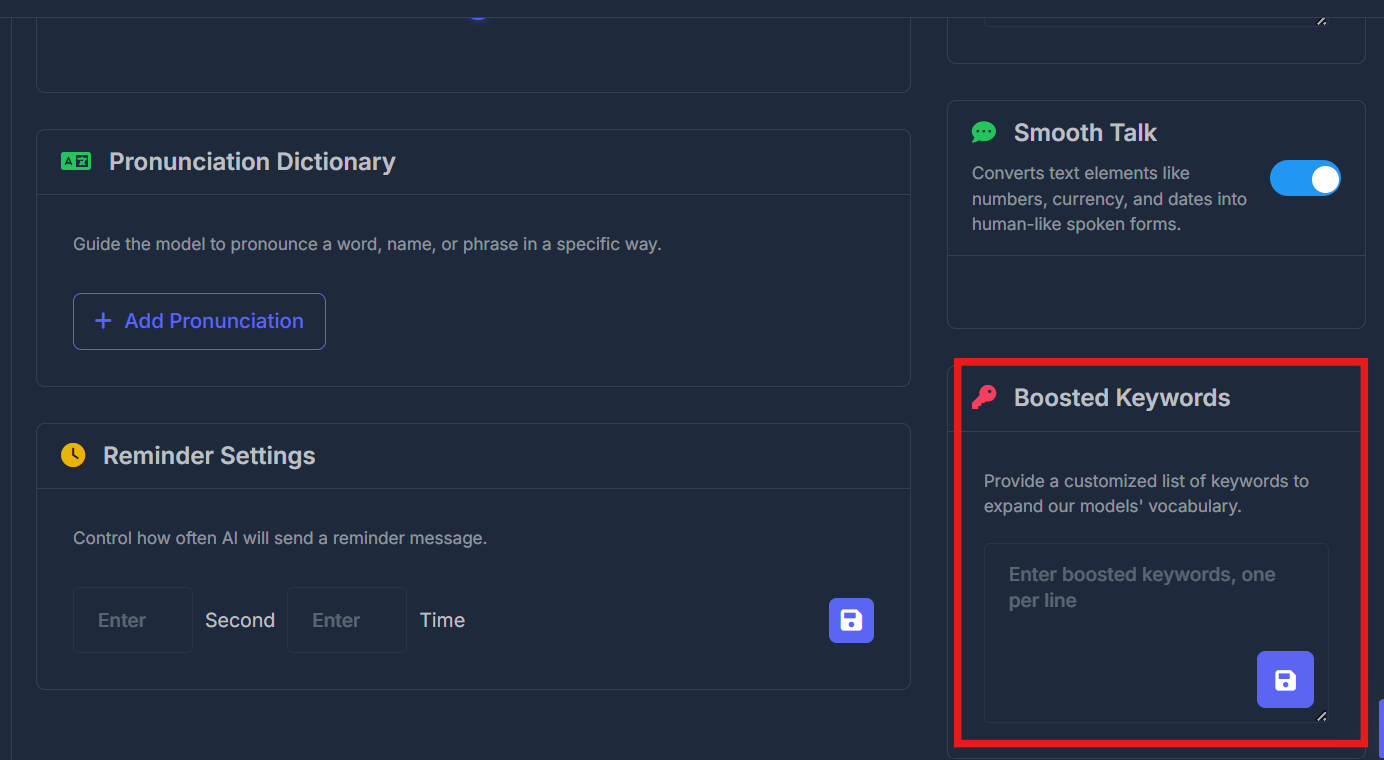 Pronunciation Dictionary
Guide the model to pronounce a word, name, or phrase in a specific way.
+ Add Pronunciation
Reminder Settings
Control how often AI will send a reminder message.
Enter Second Enter Time
Smooth Talk
Converts text elements like
numbers, currency, and dates into
human-like spoken forms.
Boosted Keywords
Provide a customized list of keywords to
expand our models' vocabulary.
Enter boosted keywords, one
per line